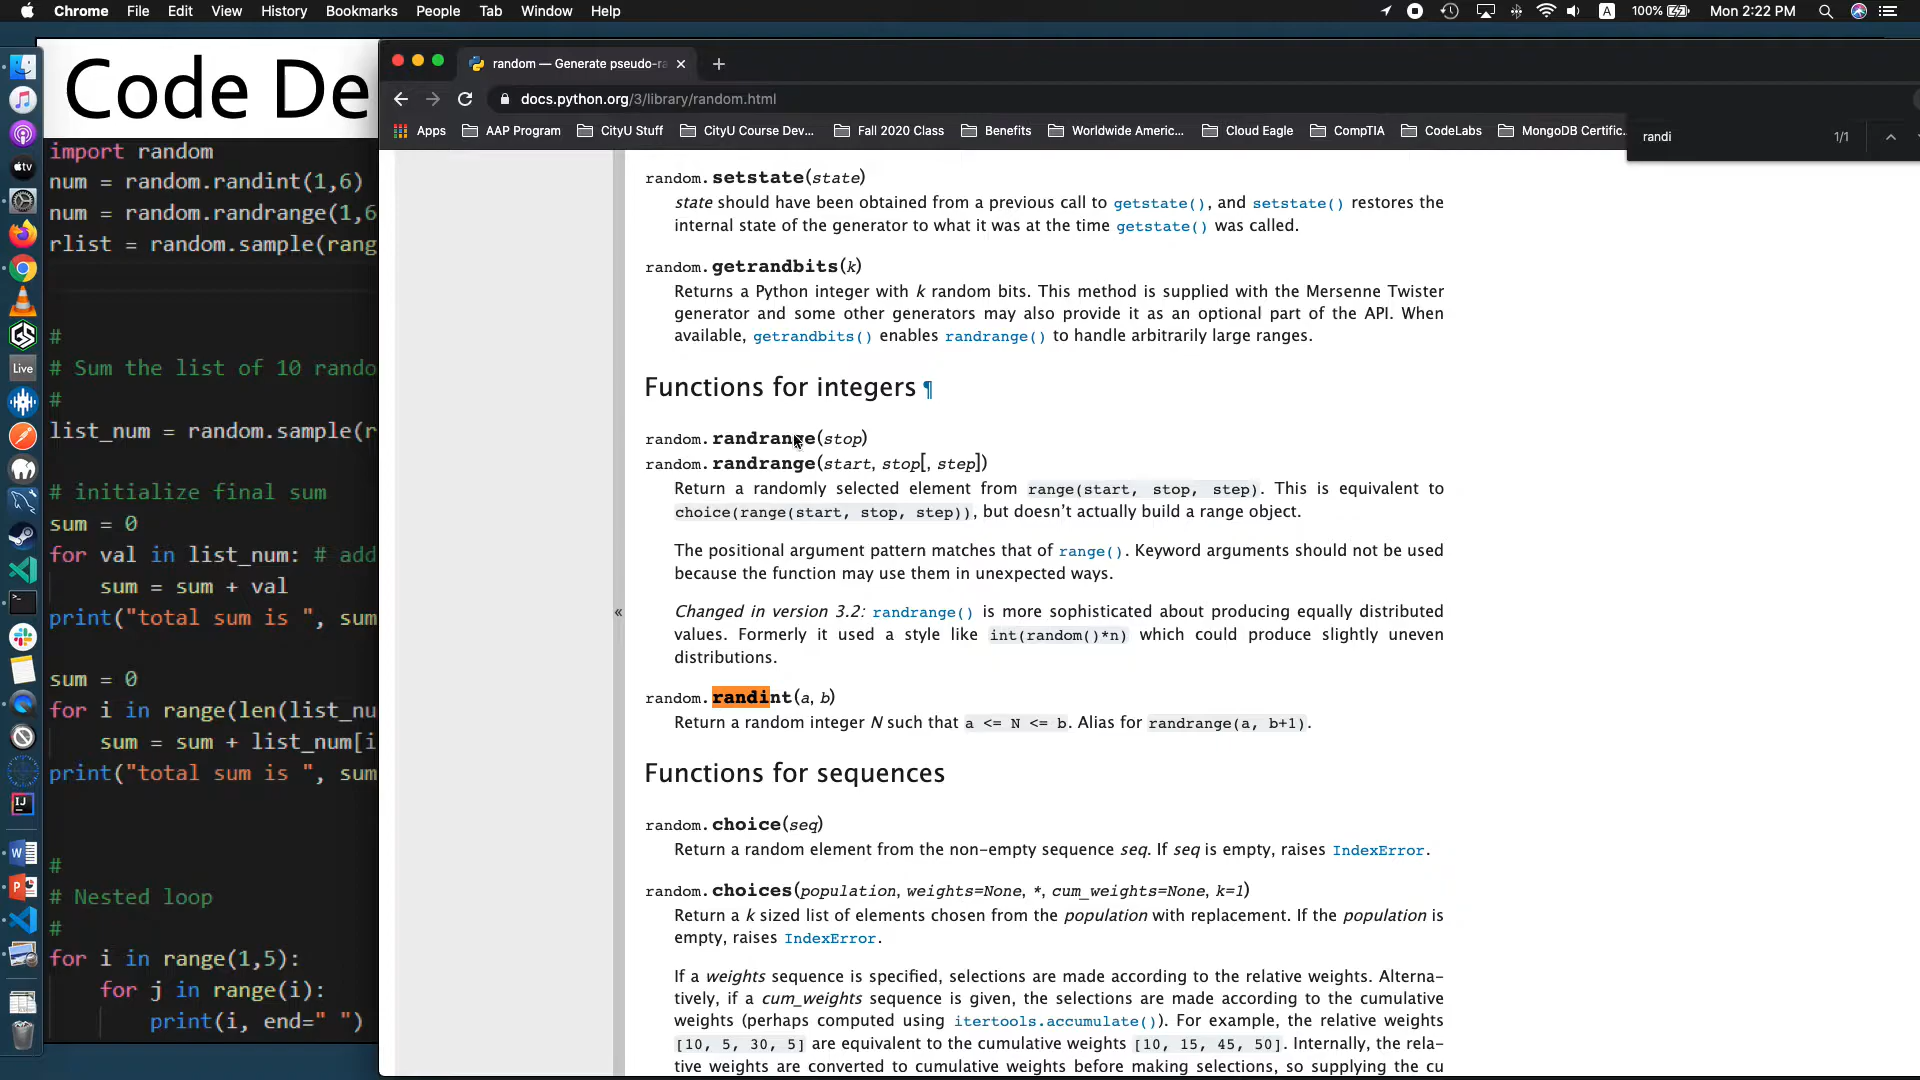 Chrome File Edit View History Bookmarks People Tab Window Help
A 100% Mon 2:22 PM
Code De
import random
num = random.randint(1,6)
num = random.randrange(1,6
rlist = random.sample(rang
#
# Sum the list of 10 rando
#
list_num = random.sample(r
# initialize final sum
sum = 0
for val in list_num: # add
sum = sum + val
print("total sum is ", sum
sum = 0
for i in range(len(list_nu
sum = sum + list_num[i
print("total sum is ", sum
#
# Nested loop
#
for i in range(1,5):
for j in range(i):
print(i, end=" ")
tv
Live
IJ
W
P
random — Generate pseudo-ra
docs.python.org/3/library/random.html
Apps AAP Program CityU Stuff CityU Course Dev... Fall 2020 Class Benefits Worldwide Americ... Cloud Eagle CompTIA CodeLabs MongoDB Certific...
randi 1/1
random.setstate(state)
state should have been obtained from a previous call to getstate(), and setstate() restores the
internal state of the generator to what it was at the time getstate() was called.
random.getrandbits(k)
Returns a Python integer with k random bits. This method is supplied with the Mersenne Twister
generator and some other generators may also provide it as an optional part of the API. When
available, getrandbits() enables randrange() to handle arbitrarily large ranges.
Functions for integers ¶
random.randrange(stop)
random.randrange(start, stop[, step])
Return a randomly selected element from range(start, stop, step). This is equivalent to
choice(range(start, stop, step)), but doesn’t actually build a range object.
The positional argument pattern matches that of range(). Keyword arguments should not be used
because the function may use them in unexpected ways.
Changed in version 3.2: randrange() is more sophisticated about producing equally distributed
values. Formerly it used a style like int(random()*n) which could produce slightly uneven
distributions.
«
random.randint(a, b)
Return a random integer N such that a <= N <= b. Alias for randrange(a, b+1).
Functions for sequences
random.choice(seq)
Return a random element from the non-empty sequence seq. If seq is empty, raises IndexError.
random.choices(population, weights=None, *, cum_weights=None, k=1)
Return a k sized list of elements chosen from the population with replacement. If the population is
empty, raises IndexError.
If a weights sequence is specified, selections are made according to the relative weights. Alterna-
tively, if a cum_weights sequence is given, the selections are made according to the cumulative
weights (perhaps computed using itertools.accumulate()). For example, the relative weights
[10, 5, 30, 5] are equivalent to the cumulative weights [10, 15, 45, 50]. Internally, the rela-
tive weights are converted to cumulative weights before making selections, so supplying the cu